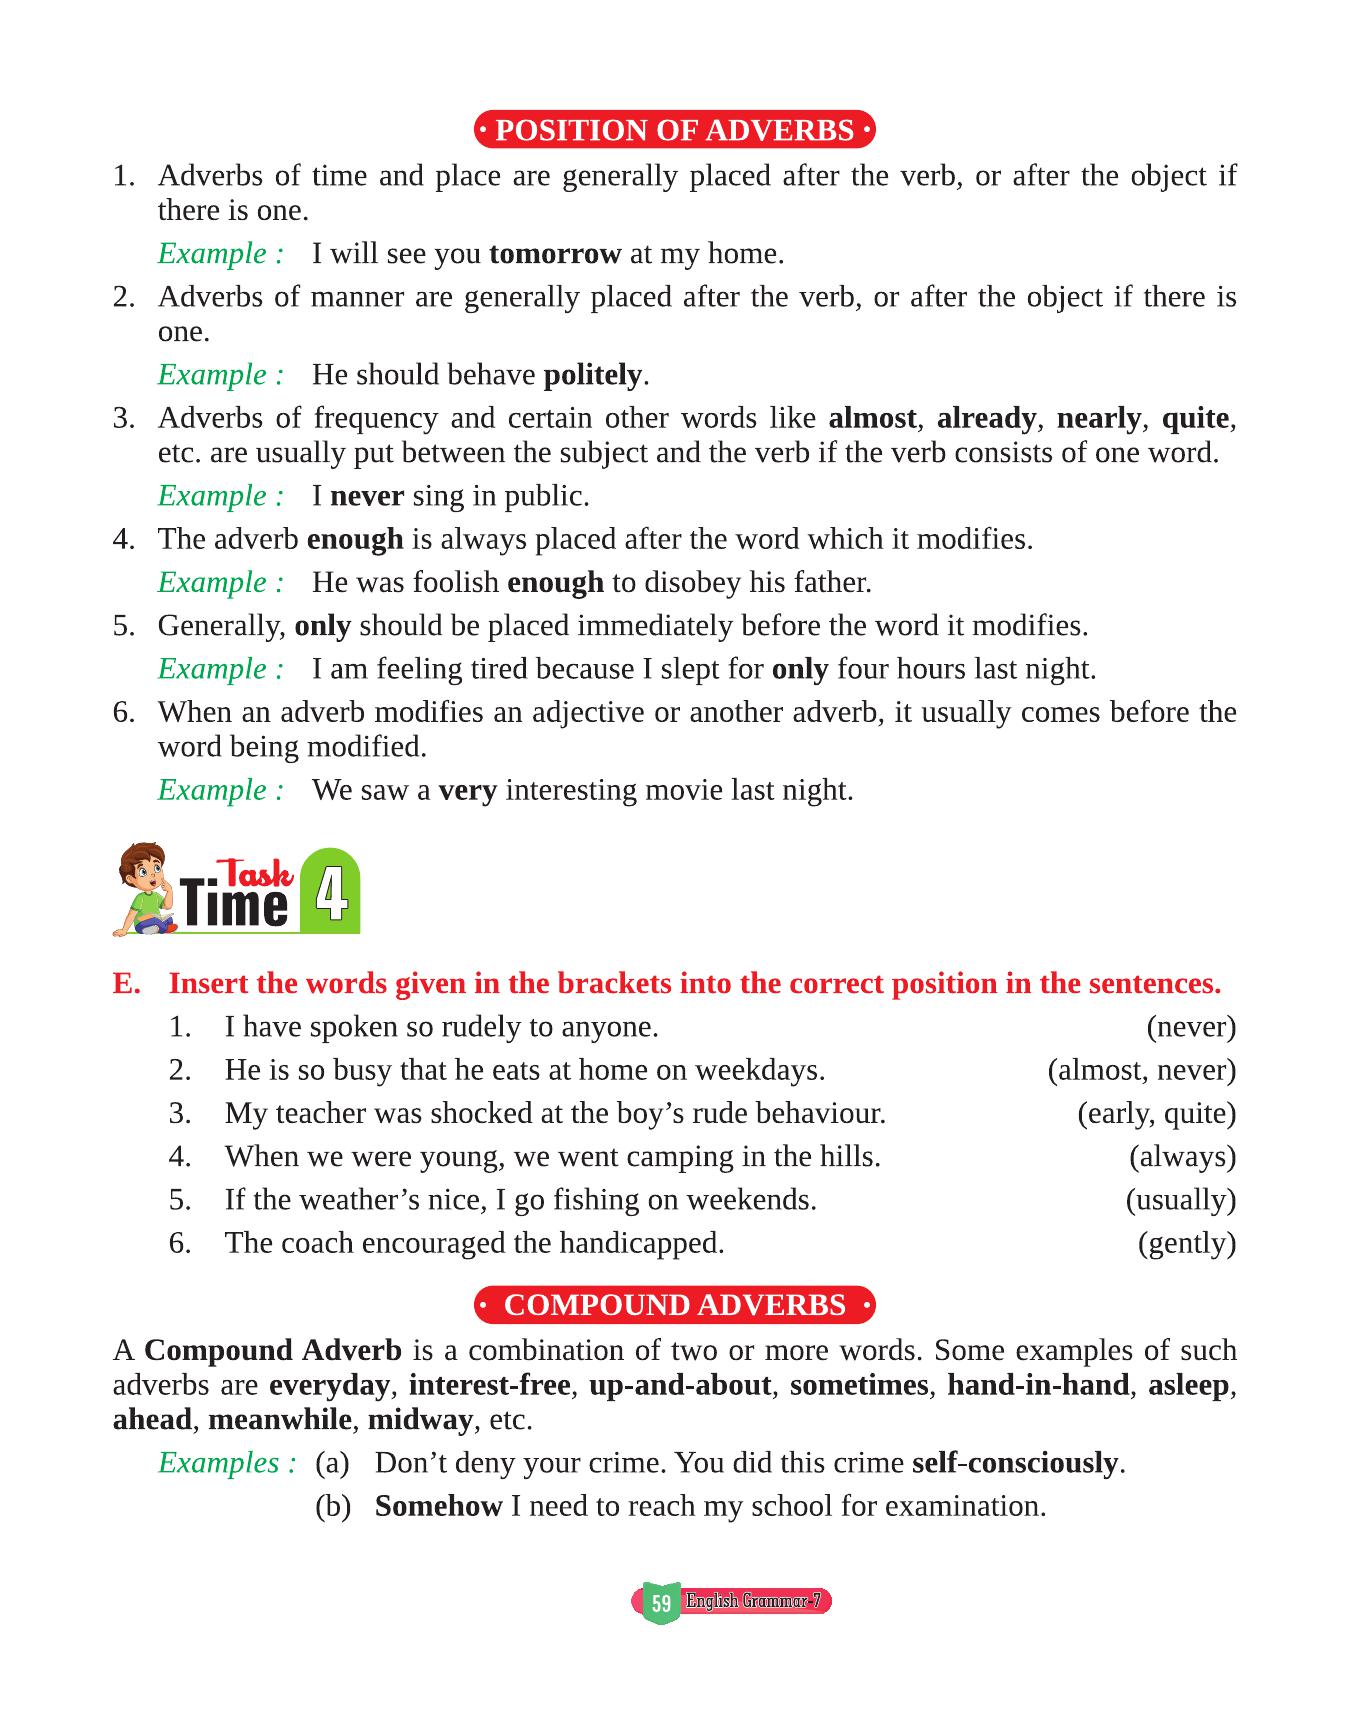 • POSITION OF ADVERBS •
1. Adverbs of time and place are generally placed after the verb, or after the object if
there is one.
Example : I will see you tomorrow at my home.
2. Adverbs of manner are generally placed after the verb, or after the object if there is
one.
Example : He should behave politely.
3. Adverbs of frequency and certain other words like almost, already, nearly, quite,
etc. are usually put between the subject and the verb if the verb consists of one word.
Example : I never sing in public.
4. The adverb enough is always placed after the word which it modifies.
Example : He was foolish enough to disobey his father.
5. Generally, only should be placed immediately before the word it modifies.
Example : I am feeling tired because I slept for only four hours last night.
6. When an adverb modifies an adjective or another adverb, it usually comes before the
word being modified.
Example : We saw a very interesting movie last night.
Task
Time 4
E. Insert the words given in the brackets into the correct position in the sentences.
1. I have spoken so rudely to anyone. (never)
2. He is so busy that he eats at home on weekdays. (almost, never)
3. My teacher was shocked at the boy’s rude behaviour. (early, quite)
4. When we were young, we went camping in the hills. (always)
5. If the weather’s nice, I go fishing on weekends. (usually)
6. The coach encouraged the handicapped. (gently)
• COMPOUND ADVERBS •
A Compound Adverb is a combination of two or more words. Some examples of such
adverbs are everyday, interest-free, up-and-about, sometimes, hand-in-hand, asleep,
ahead, meanwhile, midway, etc.
Examples : (a) Don’t deny your crime. You did this crime self-consciously.
(b) Somehow I need to reach my school for examination.
59 English Grammar-7